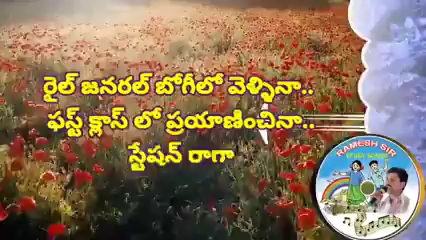 రైల్ జనరల్ బోగీలో వెళ్ళినా..
ఫస్ట్ క్లాస్ లో ప్రయాణించినా..
స్టేషన్ రాగా
RAMESH SIR